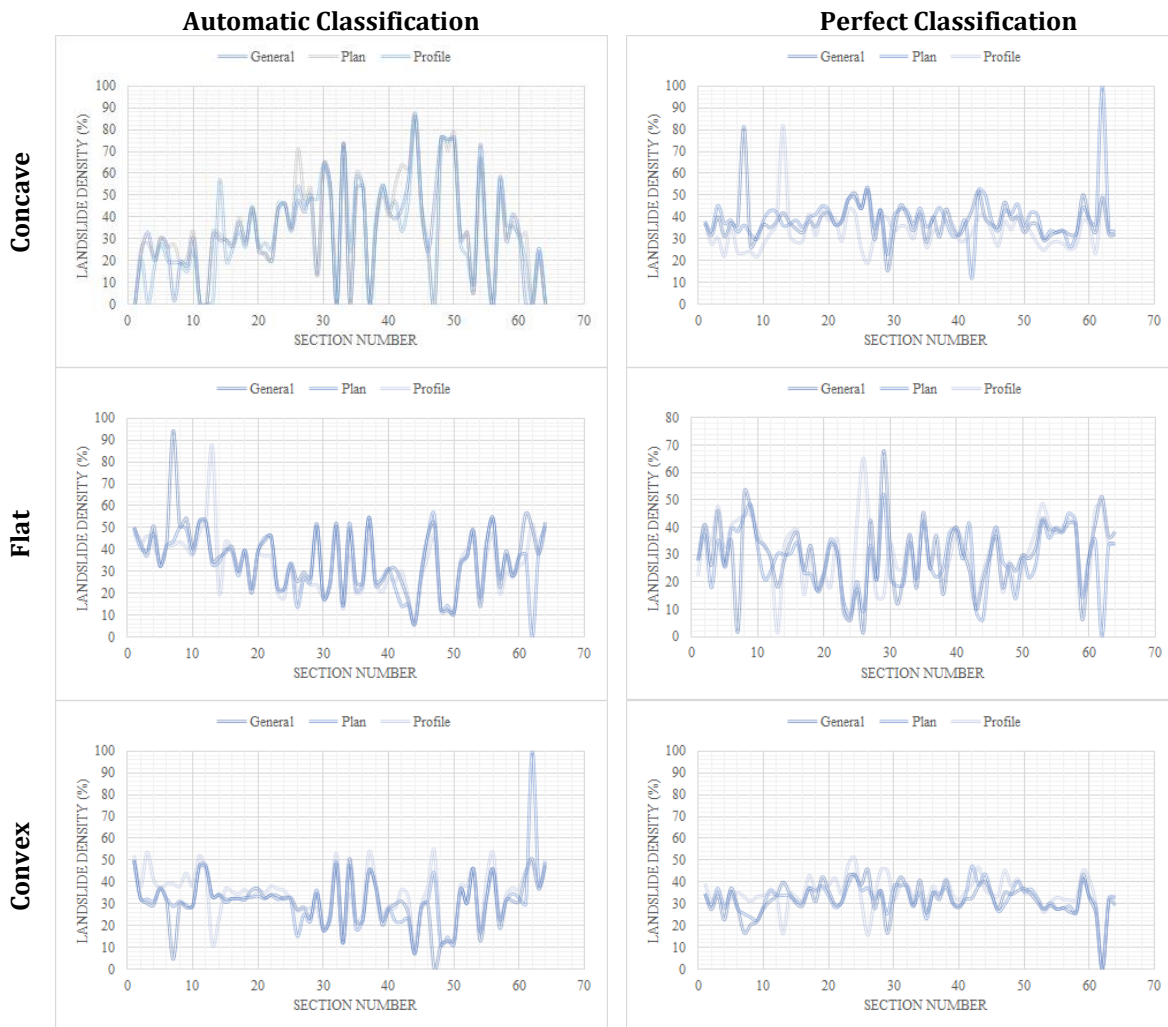 Automatic Classification Perfect Classification
Concave
General Plan Profile
LANDSLIDE DENSITY (%)
100
90
80
70
60
50
40
30
20
10
0
0 10 20 30 40 50 60 70
SECTION NUMBER
General Plan Profile
LANDSLIDE DENSITY (%)
100
90
80
70
60
50
40
30
20
10
0
0 10 20 30 40 50 60 70
SECTION NUMBER
Flat
General Plan Profile
LANDSLIDE DENSITY (%)
100
90
80
70
60
50
40
30
20
10
0
0 10 20 30 40 50 60 70
SECTION NUMBER
General Plan Profile
LANDSLIDE DENSITY (%)
80
70
60
50
40
30
20
10
0
0 10 20 30 40 50 60 70
SECTION NUMBER
Convex
General Plan Profile
LANDSLIDE DENSITY (%)
100
90
80
70
60
50
40
30
20
10
0
0 10 20 30 40 50 60 70
SECTION NUMBER
General Plan Profile
LANDSLIDE DENSITY (%)
100
90
80
70
60
50
40
30
20
10
0
0 10 20 30 40 50 60 70
SECTION NUMBER